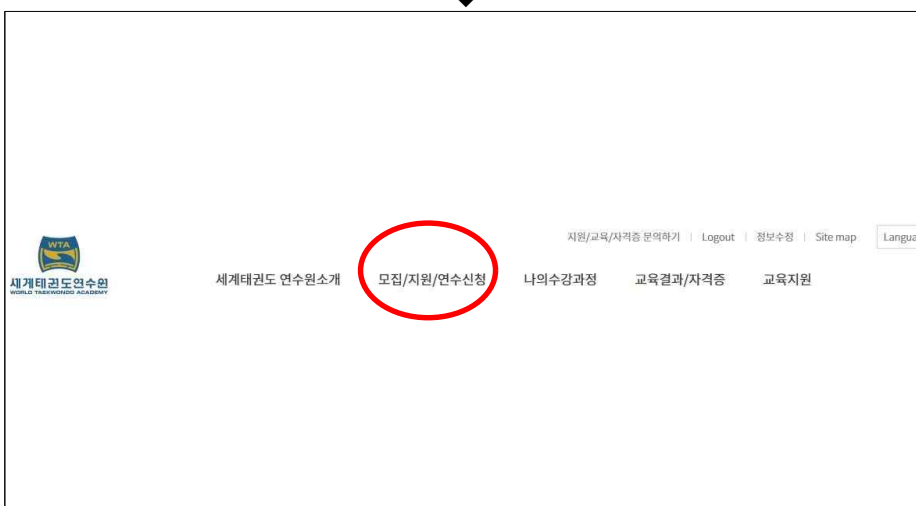 지원/교육/자격증 문의하기 | Logout | 정보수정 | Site map
WTA
세계태권도연수원
WORLD TAEKWONDO ACADEMY
세계태권도 연수원소개 모집/지원/연수신청 나의수강과정 교육결과/자격증 교육지원